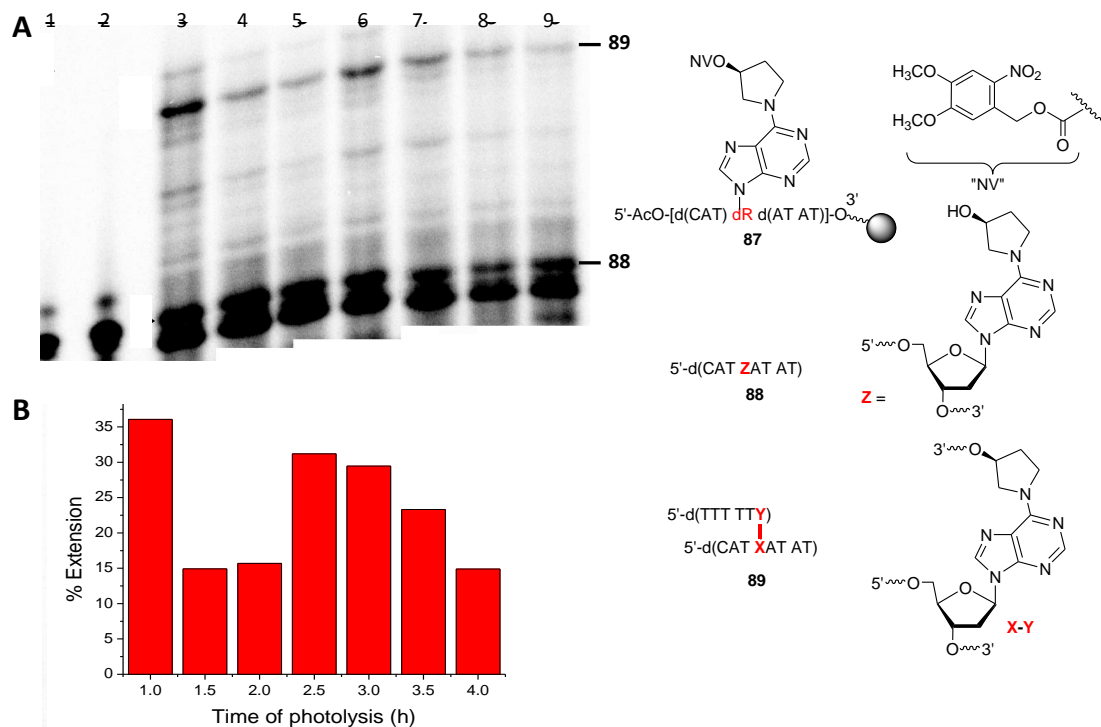 A
1 2 3 4 5 6 7 8 9
89
88
NVO
N
N
N
N
N
5'-AcO-[d(CAT) dR d(AT AT)]-O
3'
87
H3CO
NO2
H3CO
O
O
"NV"
5'-d(CAT ZAT AT)
88
HO
N
N
N
N
N
5'
O
O
O
3'
Z =
5'-d(TTT TTY)
5'-d(CAT XAT AT)
89
3'
O
N
N
N
N
N
5'
O
O
O
3'
X-Y
B
% Extension
35
30
25
20
15
10
5
0
1.0 1.5 2.0 2.5 3.0 3.5 4.0
Time of photolysis (h)